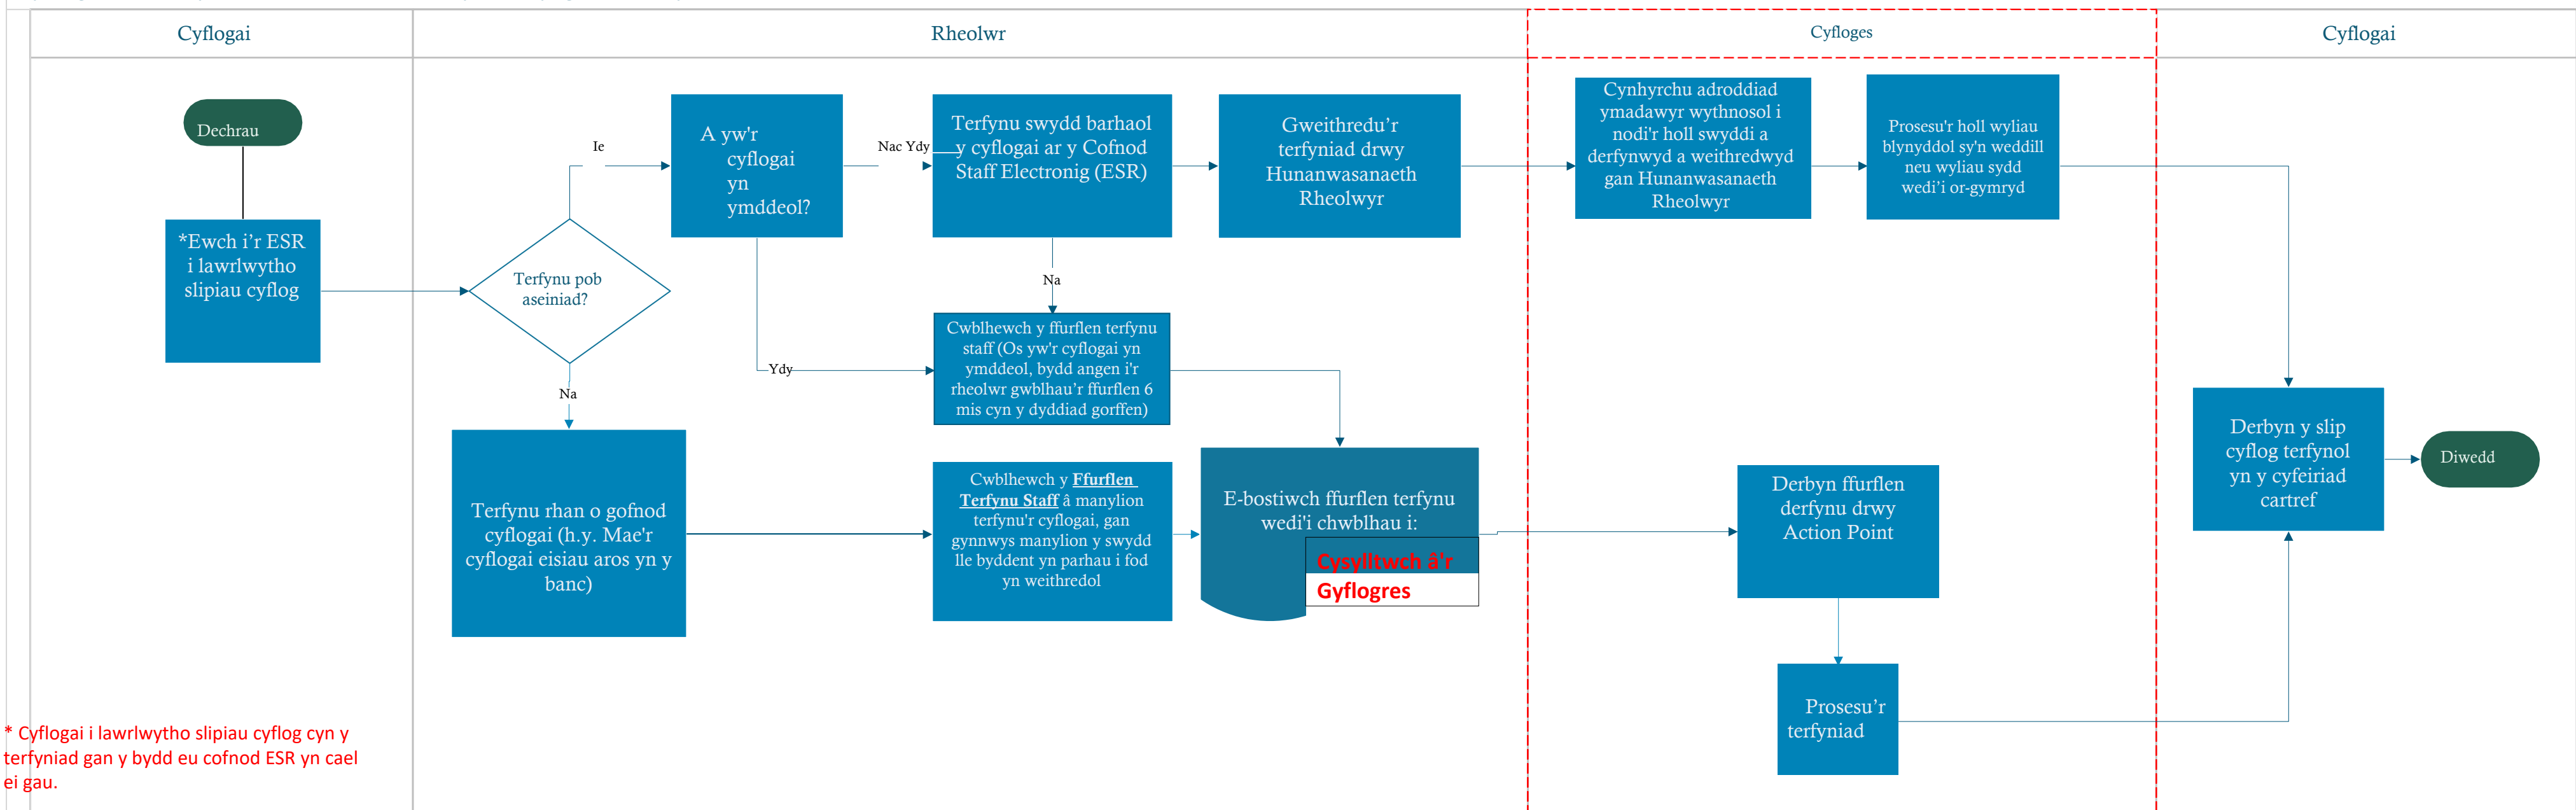 Cyflogai
Rheolwr
Cyfloges
Cyflogai
Dechrau
*Ewch i'r ESR
i lawrlwytho
slipiau cyflog
Terfynu pob
aseiniad?
Ie
A yw'r
cyflogai
yn
ymddeol?
Nac Ydy
Terfynu swydd barhaol
y cyflogai ar y Cofnod
Staff Electronig (ESR)
Gweithredu’r
terfyniad drwy
Hunanwasanaeth
Rheolwyr
Cynhyrchu adroddiad
ymadawyr wythnosol i
nodi'r holl swyddi a
derfynwyd a weithredwyd
gan Hunanwasanaeth
Rheolwyr
Prosesu'r holl wyliau
blynyddol sy'n weddill
neu wyliau sydd
wedi’i or-gymryd
Na
Ydy
Cwblhewch y ffurflen terfynu
staff (Os yw'r cyflogai yn
ymddeol, bydd angen i'r
rheolwr gwblhau’r ffurflen 6
mis cyn y dyddiad gorffen)
Na
Terfynu rhan o gofnod
cyflogai (h.y. Mae'r
cyflogai eisiau aros yn y
banc)
Cwblhewch y Ffurflen
Terfynu Staff â manylion
terfynu'r cyflogai, gan
gynnwys manylion y swydd
lle byddent yn parhau i fod
yn weithredol
E-bostiwch ffurflen terfynu
wedi'i chwblhau i:
Cysylltwch â'r
Gyflogres
Derbyn ffurflen
derfynu drwy
Action Point
Prosesu’r
terfyniad
Derbyn y slip
cyflog terfynol
yn y cyfeiriad
cartref
Diwedd
* Cyflogai i lawrlwytho slipiau cyflog cyn y
terfyniad gan y bydd eu cofnod ESR yn cael
ei gau.